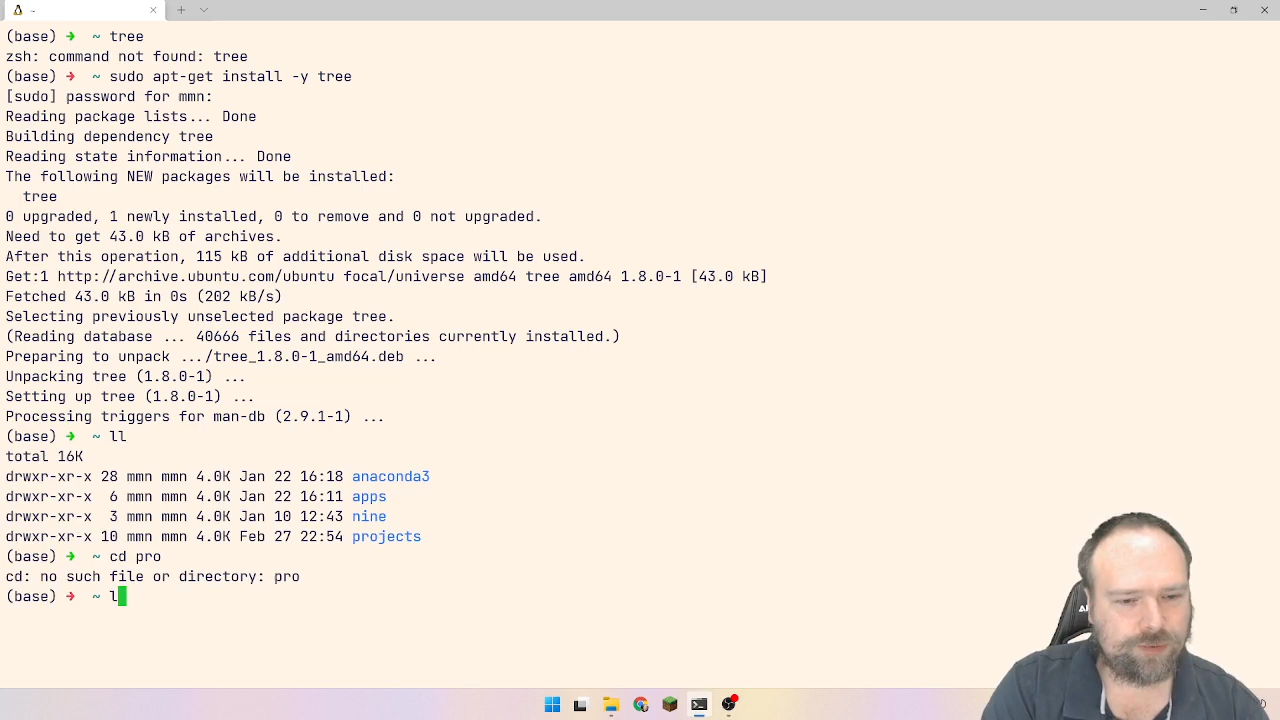 ~
(base) ➜ ~ tree
zsh: command not found: tree
(base) ➜ ~ sudo apt-get install -y tree
[sudo] password for mmn:
Reading package lists... Done
Building dependency tree
Reading state information... Done
The following NEW packages will be installed:
tree
0 upgraded, 1 newly installed, 0 to remove and 0 not upgraded.
Need to get 43.0 kB of archives.
After this operation, 115 kB of additional disk space will be used.
Get:1 http://archive.ubuntu.com/ubuntu focal/universe amd64 tree amd64 1.8.0-1 [43.0 kB]
Fetched 43.0 kB in 0s (202 kB/s)
Selecting previously unselected package tree.
(Reading database ... 40666 files and directories currently installed.)
Preparing to unpack .../tree_1.8.0-1_amd64.deb ...
Unpacking tree (1.8.0-1) ...
Setting up tree (1.8.0-1) ...
Processing triggers for man-db (2.9.1-1) ...
(base) ➜ ~ ll
total 16K
drwxr-xr-x 28 mmn mmn 4.0K Jan 22 16:18 anaconda3
drwxr-xr-x 6 mmn mmn 4.0K Jan 22 16:11 apps
drwxr-xr-x 3 mmn mmn 4.0K Jan 10 12:43 nine
drwxr-xr-x 10 mmn mmn 4.0K Feb 27 22:54 projects
(base) ➜ ~ cd pro
cd: no such file or directory: pro
(base) ➜ ~ l